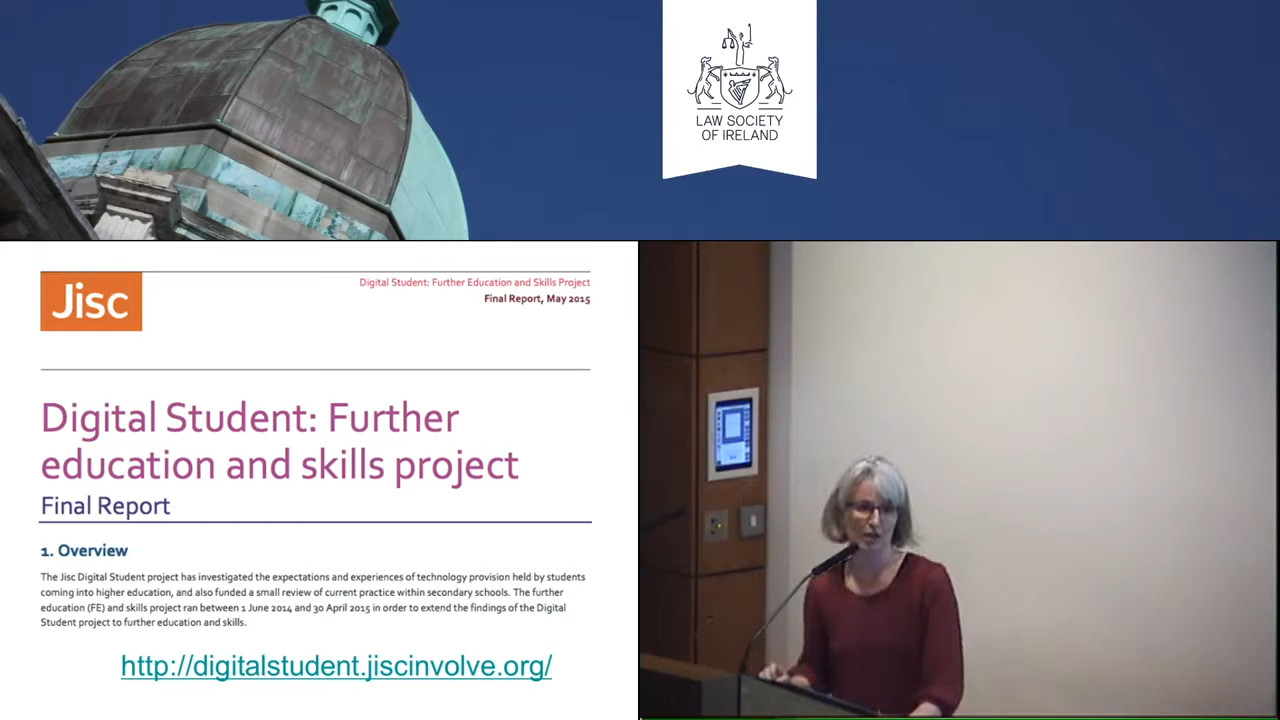 LAW SOCIETY
OF IRELAND
Jisc
Digital Student: Further Education and Skills Project
Final Report, May 2015
Digital Student: Further
education and skills project
Final Report
1. Overview
The Jisc Digital Student project has investigated the expectations and experiences of technology provision held by students
coming into higher education, and also funded a small review of current practice within secondary schools. The further
education (FE) and skills project ran between 1 June 2014 and 30 April 2015 in order to extend the findings of the Digital
Student project to further education and skills.
http://digitalstudent.jiscinvolve.org/